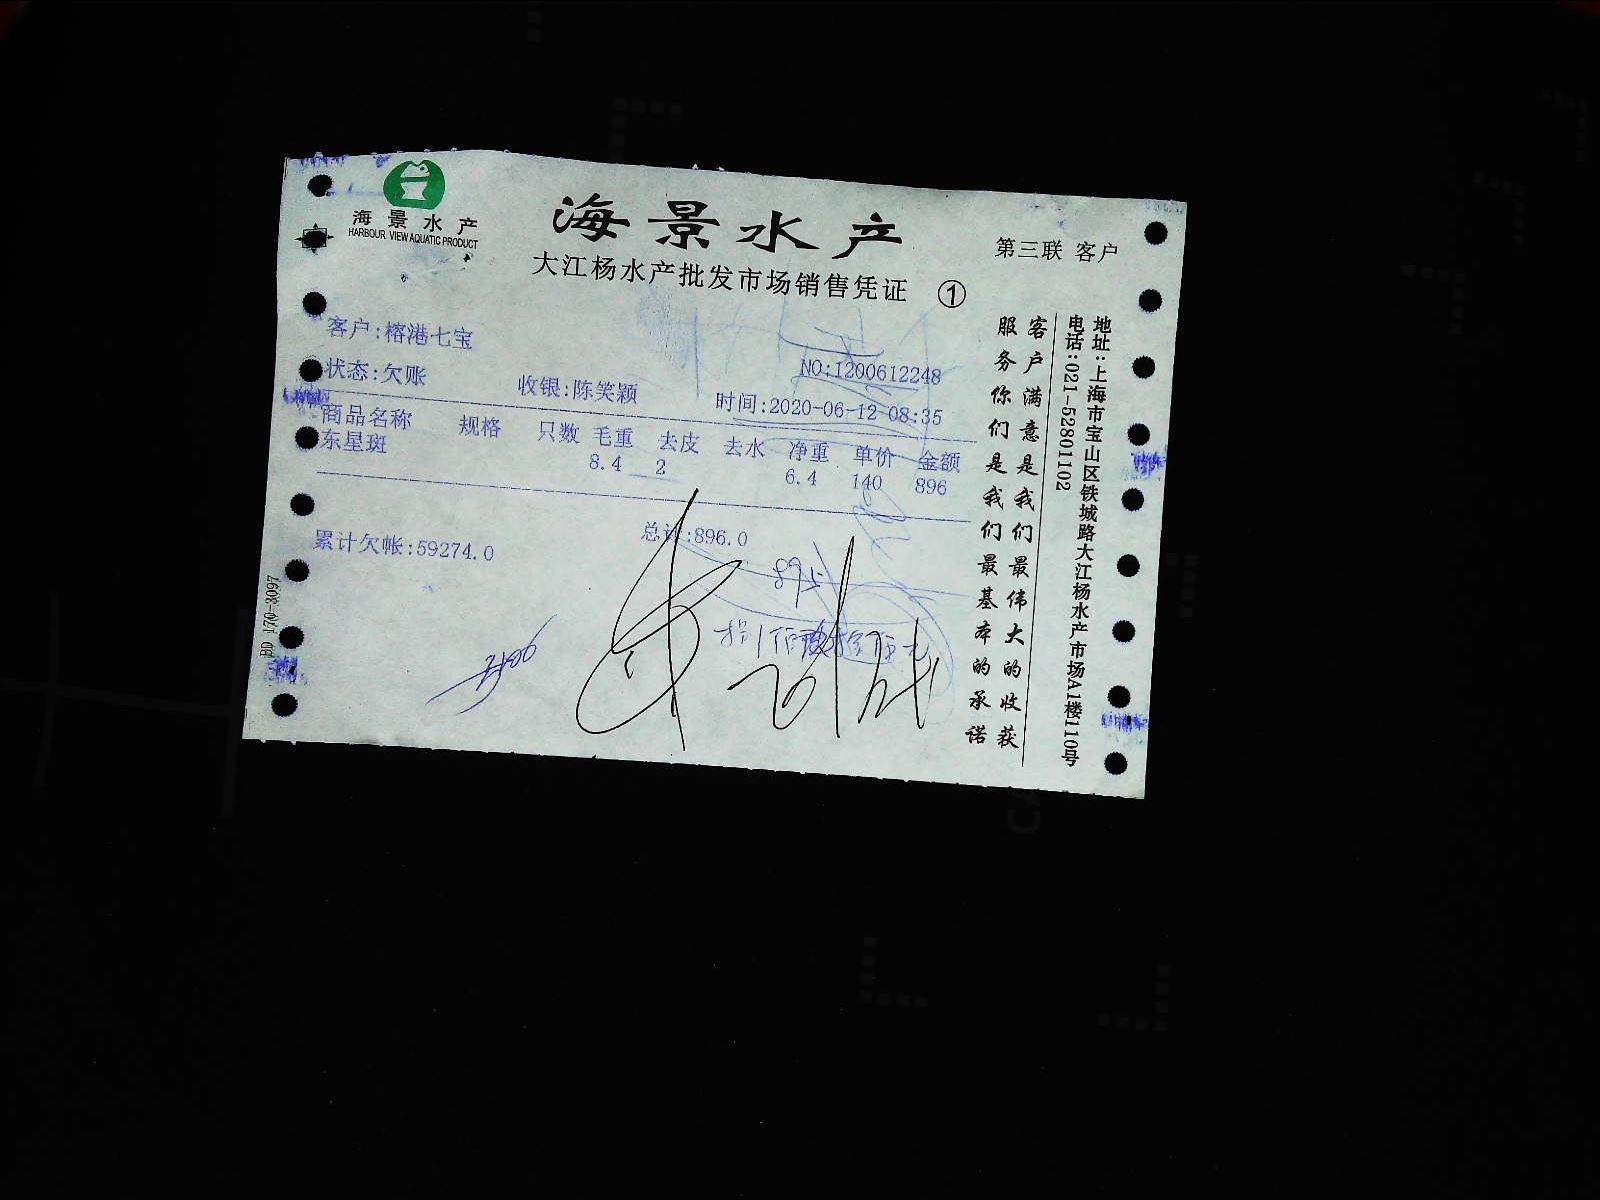 海景水产
HARBOUR VIEW AQUATIC PRODUCT
海景水产
大江杨水产批发市场销售凭证 ①
第三联 客户
客户:榕港七宝
状态:欠账
收银:陈笑颖
NO:1200612248
时间:2020-06-12 08:35
商品名称 规格 只数 毛重 去皮 去水 净重 单价 金额
东星斑 8.4 2 6.4 140 896
累计欠帐:59274.0
总计:896.0
895
客户满意是我们最伟大的收获
服务你们是我们最基本的承诺
地址:上海市宝山区铁城路大江杨水产市场A1楼110号
电话:021-52801102